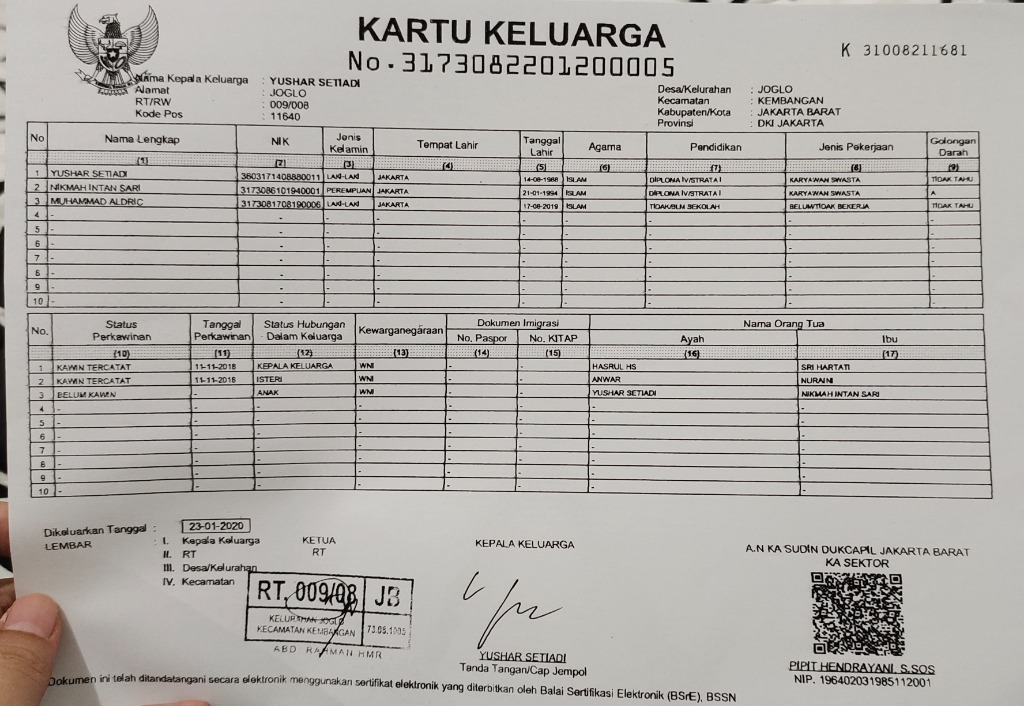 KARTU KELUARGA
No. 3173082201200005
K 31008211681
Nama Kepala Keluarga : YUSHAR SETIADI
Alamat : JOGLO
RT/RW : 009/008
Kode Pos : 11640
Desa/Kelurahan : JOGLO
Kecamatan : KEMBANGAN
Kabupaten/Kota : JAKARTA BARAT
Provinsi : DKI JAKARTA
No Nama Lengkap NIK Jenis Kelamin Tempat Lahir Tanggal Lahir Agama Pendidikan Jenis Pekerjaan Golongan Darah
(1) (2) (3) (4) (5) (6) (7) (8) (9)
1 YUSHAR SETIADI 3603171408880011 LAKI-LAKI JAKARTA 14-08-1988 ISLAM DIPLOMA IV/STRATA I KARYAWAN SWASTA TIDAK TAHU
2 NIKMAH INTAN SARI 3173086101940001 PEREMPUAN JAKARTA 21-01-1994 ISLAM DIPLOMA IV/STRATA I KARYAWAN SWASTA A
3 MUHAMMAD ALDRIC 3173081708190006 LAKI-LAKI JAKARTA 17-08-2019 ISLAM TIDAK/BLM SEKOLAH BELUM/TIDAK BEKERJA TIDAK TAHU
4 - - - - - - - - -
5 - - - - - - - - -
6 - - - - - - - - -
7 - - - - - - - - -
8 - - - - - - - - -
9 - - - - - - - - -
10 - - - - - - - - -
No. Status Perkawinan Tanggal Perkawinan Status Hubungan Dalam Keluarga Kewarganegaraan Dokumen Imigrasi Nama Orang Tua
No. Paspor No. KITAP Ayah Ibu
(10) (11) (12) (13) (14) (15) (16) (17)
1 KAWIN TERCATAT 11-11-2018 KEPALA KELUARGA WNI - - HASRUL HS SRI HARTATI
2 KAWIN TERCATAT 11-11-2018 ISTERI WNI - - ANWAR NURAINI
3 BELUM KAWIN - ANAK WNI - - YUSHAR SETIADI NIKMAH INTAN SARI
4 - - - - - - - -
5 - - - - - - - -
6 - - - - - - - -
7 - - - - - - - -
8 - - - - - - - -
9 - - - - - - - -
10 - - - - - - - -
Dikeluarkan Tanggal : 23-01-2020
LEMBAR : I. Kepala Keluarga
II. RT
III. Desa/Kelurahan
IV. Kecamatan
KETUA
RT
RT. 009/08 JB
KELURAHAN JOGLO
KECAMATAN KEMBANGAN 73.08.1005
ABD RAHMAN HMR
KEPALA KELUARGA
YUSHAR SETIADI
Tanda Tangan/Cap Jempol
A.N KA SUDIN DUKCAPIL JAKARTA BARAT
KA SEKTOR
PIPIT HENDRAYANI, S.SOS
NIP. 196402031985112001
Dokumen ini telah ditandatangani secara elektronik menggunakan sertifikat elektronik yang diterbitkan oleh Balai Sertifikasi Elektronik (BSrE), BSSN